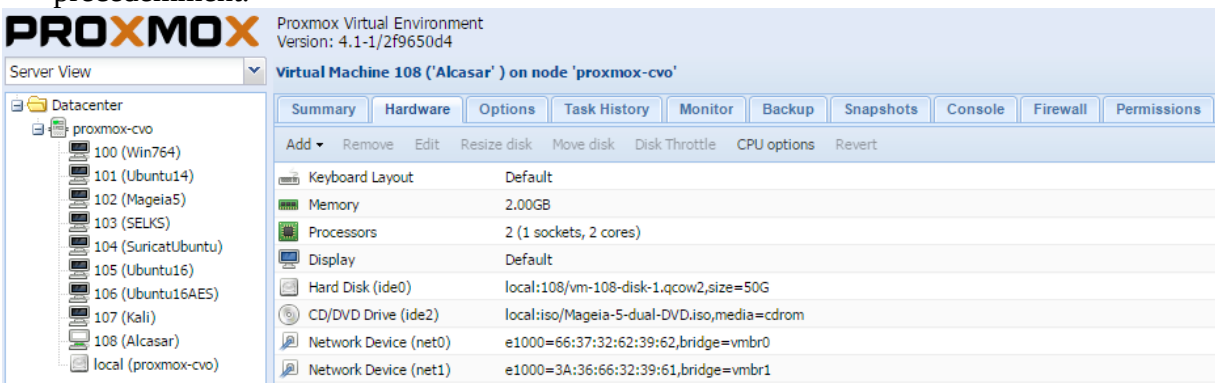 précédemment.
PROXMOX
Proxmox Virtual Environment
Version: 4.1-1/2f9650d4
Server View
Virtual Machine 108 ('Alcasar' ) on node 'proxmox-cvo'
Datacenter
proxmox-cvo
100 (Win764)
101 (Ubuntu14)
102 (Mageia5)
103 (SELKS)
104 (SuricatUbuntu)
105 (Ubuntu16)
106 (Ubuntu16AES)
107 (Kali)
108 (Alcasar)
local (proxmox-cvo)
Summary Hardware Options Task History Monitor Backup Snapshots Console Firewall Permissions
Add Remove Edit Resize disk Move disk Disk Throttle CPU options Revert
Keyboard Layout Default
Memory 2.00GB
Processors 2 (1 sockets, 2 cores)
Display Default
Hard Disk (ide0) local:108/vm-108-disk-1.qcow2,size=50G
CD/DVD Drive (ide2) local:iso/Mageia-5-dual-DVD.iso,media=cdrom
Network Device (net0) e1000=66:37:32:62:39:62,bridge=vmbr0
Network Device (net1) e1000=3A:36:66:32:39:61,bridge=vmbr1